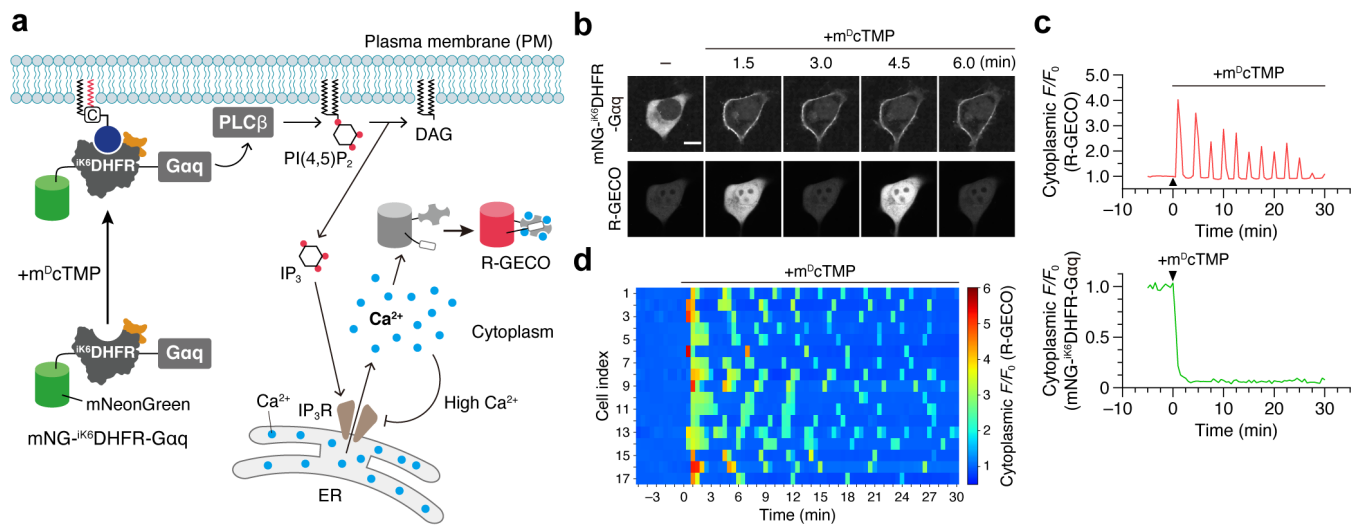 a
Plasma membrane (PM)
C
iK6DHFR
Gαq
PLCβ
PI(4,5)P2
DAG
+mDcTMP
IP3
R-GECO
Ca2+
Cytoplasm
iK6DHFR
Gαq
mNeonGreen
mNG-iK6DHFR-Gαq
Ca2+
IP3R
High Ca2+
ER
b
+mDcTMP
– 1.5 3.0 4.5 6.0 (min)
mNG-iK6DHFR
-Gαq
R-GECO
c
+mDcTMP
Cytoplasmic F/F0
(R-GECO)
5.0
4.0
3.0
2.0
1.0
−10 0 10 20 30
Time (min)
+mDcTMP
Cytoplasmic F/F0
(mNG-iK6DHFR-Gαq)
1.0
0.5
0
−10 0 10 20 30
Time (min)
d
+mDcTMP
Cell index
1
3
5
7
9
11
13
15
17
−3 0 3 6 9 12 15 18 21 24 27 30
Time (min)
6
5
4
3
2
1
Cytoplasmic F/F0 (R-GECO)